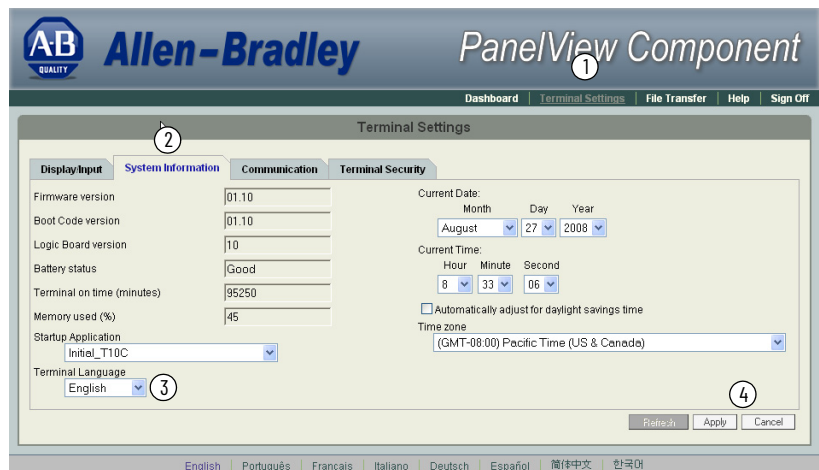 A·B QUALITY Allen-Bradley PanelView Component
1
Dashboard Terminal Settings File Transfer Help Sign Off
2 Terminal Settings
Display/Input System Information Communication Terminal Security
Firmware version 01.10
Boot Code version 01.10
Logic Board version 10
Battery status Good
Terminal on time (minutes) 95250
Memory used (%) 45
Startup Application
Initial_T10C
Terminal Language
English 3
Current Date:
Month Day Year
August 27 2008
Current Time:
Hour Minute Second
8 33 06
Automatically adjust for daylight savings time
Time zone
(GMT-08:00) Pacific Time (US & Canada)
4
Refresh Apply Cancel
English Português Français Italiano Deutsch Español 简体中文 한국어